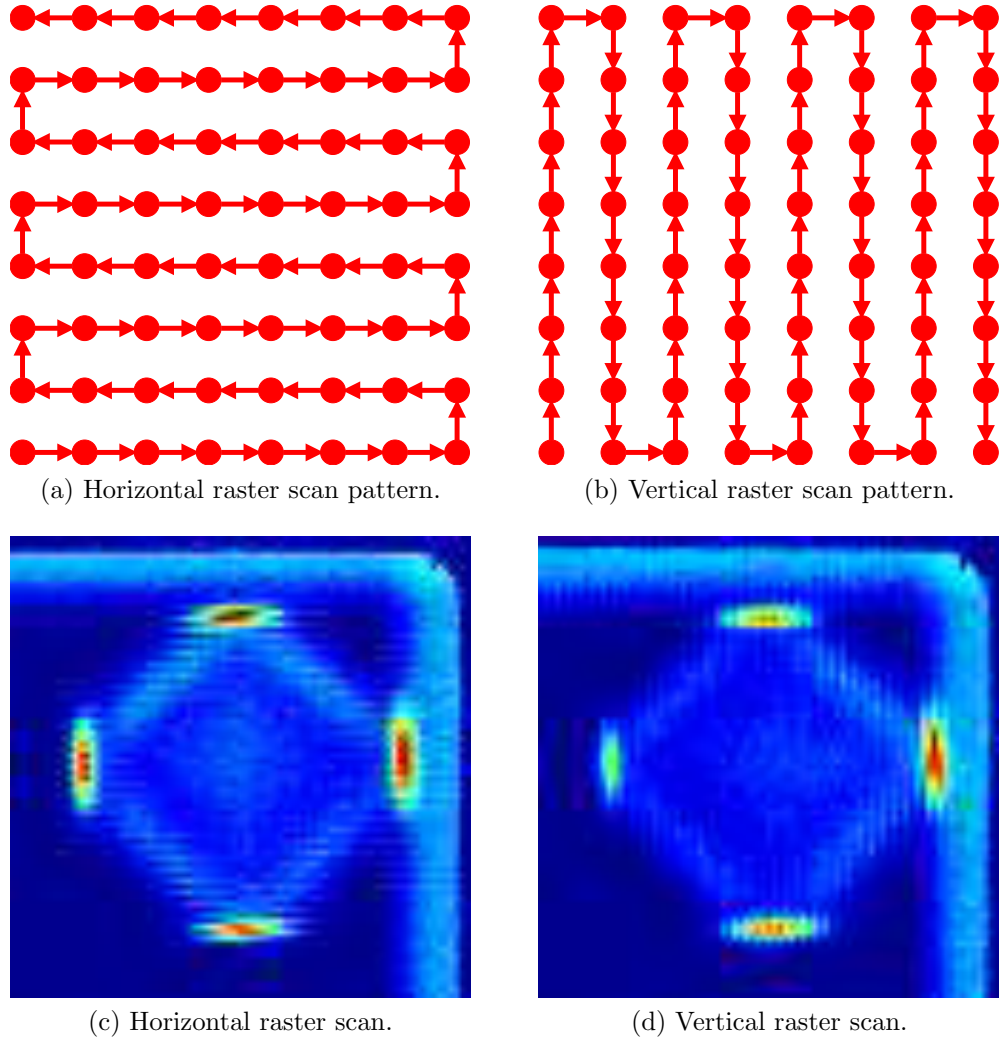 (a) Horizontal raster scan pattern.
(b) Vertical raster scan pattern.
(c) Horizontal raster scan.
(d) Vertical raster scan.